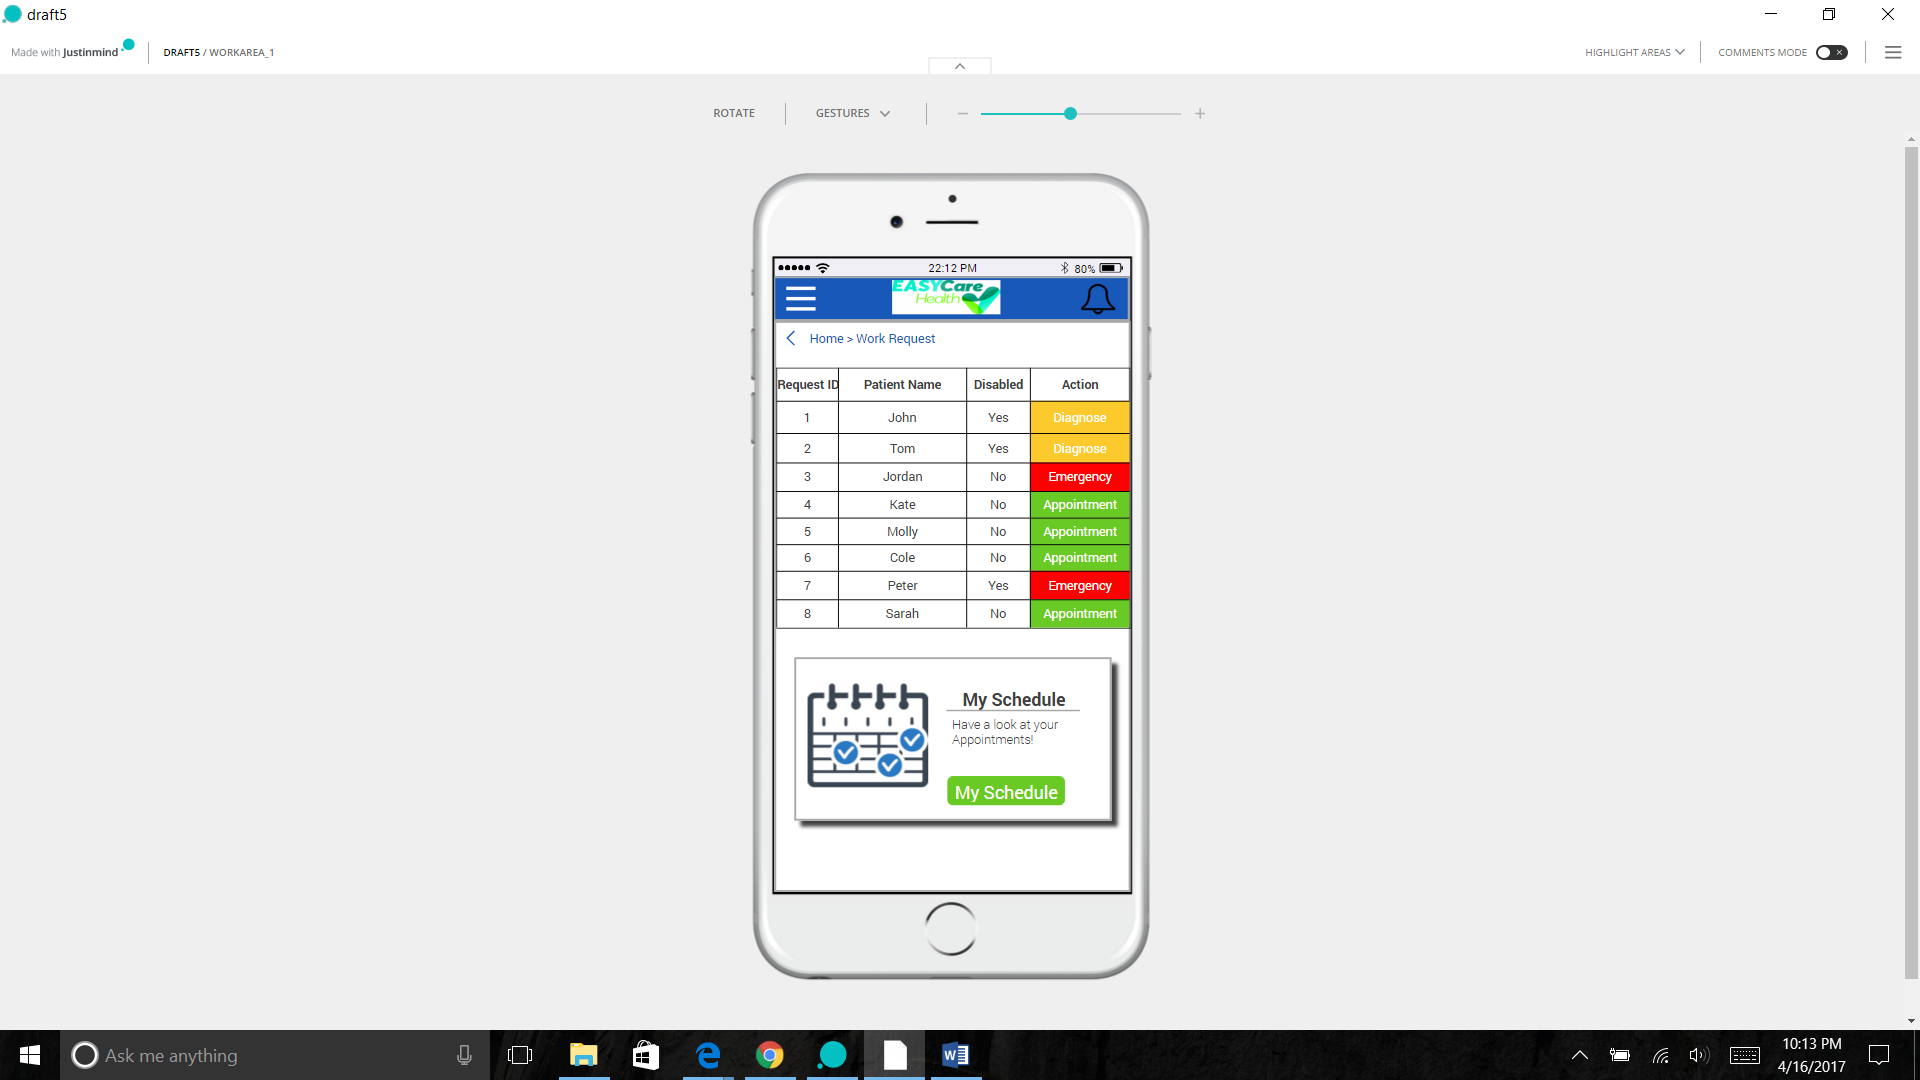 draft5
Made with Justinmind
DRAFT5 / WORKAREA_1
HIGHLIGHT AREAS
COMMENTS MODE
ROTATE
GESTURES
22:12 PM
80%
EASYCare
Health
Home > Work Request
Request ID Patient Name Disabled Action
1 John Yes Diagnose
2 Tom Yes Diagnose
3 Jordan No Emergency
4 Kate No Appointment
5 Molly No Appointment
6 Cole No Appointment
7 Peter Yes Emergency
8 Sarah No Appointment
My Schedule
Have a look at your
Appointments!
My Schedule
Ask me anything
10:13 PM
4/16/2017